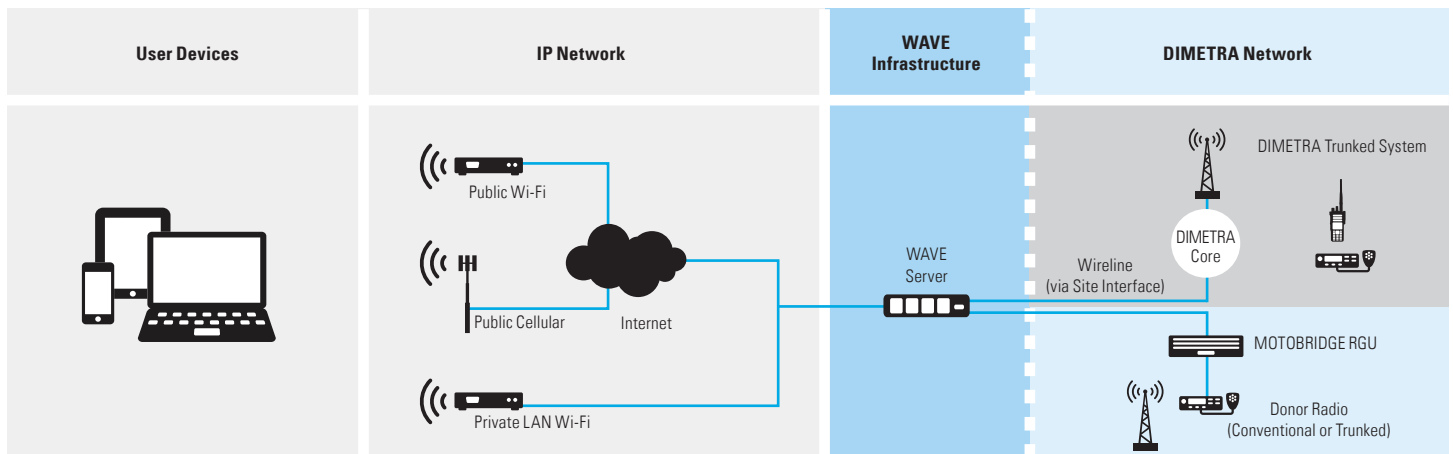 User Devices
IP Network
WAVE
Infrastructure
DIMETRA Network
Public Wi-Fi
Public Cellular
Internet
Private LAN Wi-Fi
WAVE
Server
Wireline
(via Site Interface)
DIMETRA
Core
DIMETRA Trunked System
MOTOBRIDGE RGU
Donor Radio
(Conventional or Trunked)